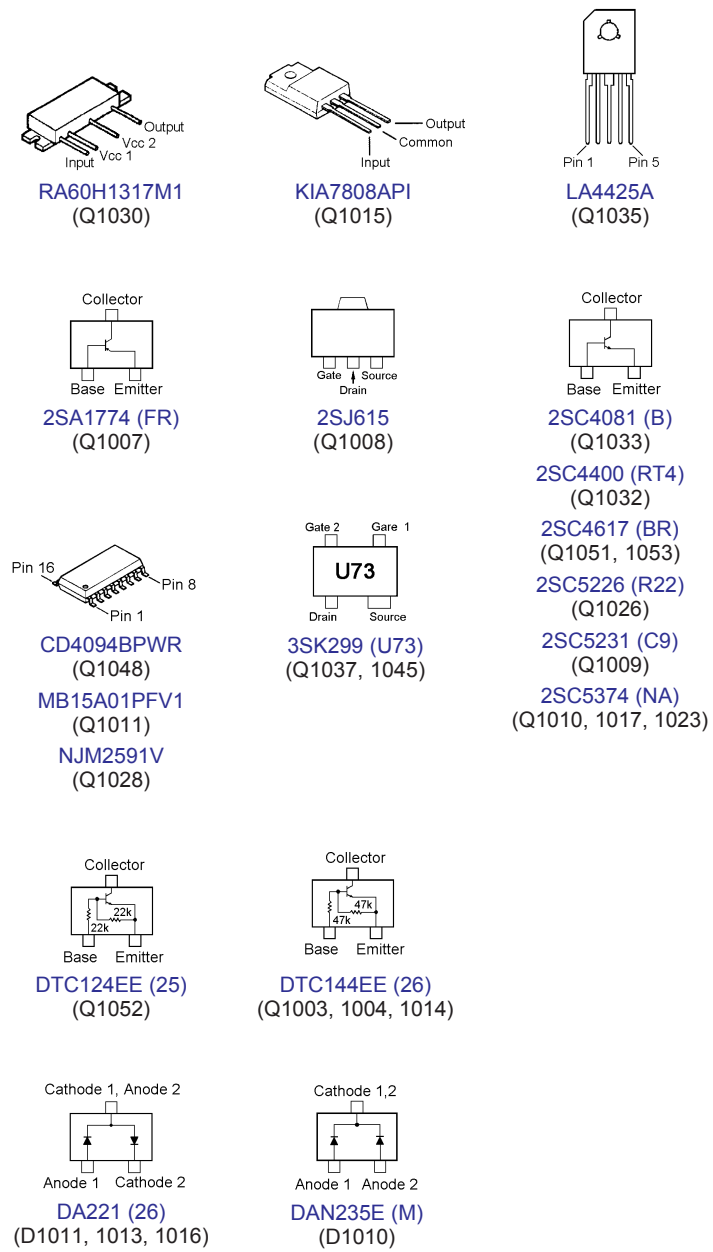 Output
Vcc 2
Vcc 1
Input
RA60H1317M1
(Q1030)
Output
Common
Input
KIA7808API
(Q1015)
Pin 1 Pin 5
LA4425A
(Q1035)
Collector
Base Emitter
2SA1774 (FR)
(Q1007)
Gate Source
Drain
2SJ615
(Q1008)
Collector
Base Emitter
2SC4081 (B)
(Q1033)
2SC4400 (RT4)
(Q1032)
2SC4617 (BR)
(Q1051, 1053)
2SC5226 (R22)
(Q1026)
2SC5231 (C9)
(Q1009)
2SC5374 (NA)
(Q1010, 1017, 1023)
Pin 16
Pin 8
Pin 1
CD4094BPWR
(Q1048)
MB15A01PFV1
(Q1011)
NJM2591V
(Q1028)
Gate 2 Gare 1
U73
Drain Source
3SK299 (U73)
(Q1037, 1045)
Collector
22k
22k
Base Emitter
DTC124EE (25)
(Q1052)
Collector
47k
47k
Base Emitter
DTC144EE (26)
(Q1003, 1004, 1014)
Cathode 1, Anode 2
Anode 1 Cathode 2
DA221 (26)
(D1011, 1013, 1016)
Cathode 1,2
Anode 1 Anode 2
DAN235E (M)
(D1010)